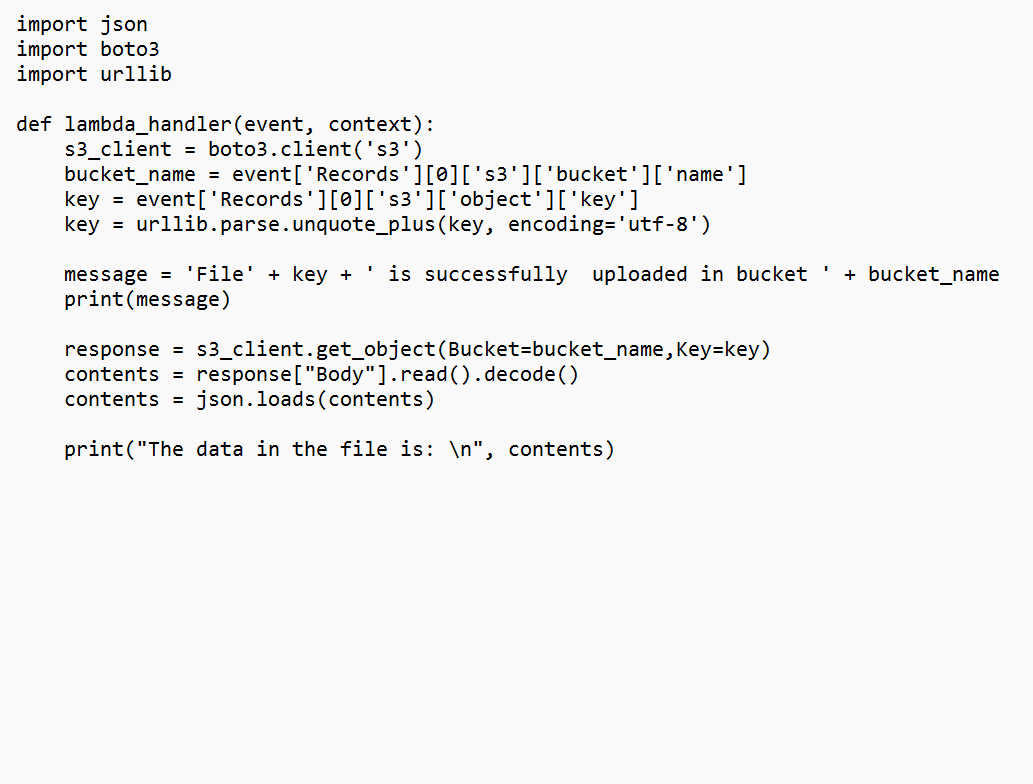 import json
import boto3
import urllib
def lambda_handler(event, context):
    s3_client = boto3.client('s3')
    bucket_name = event['Records'][0]['s3']['bucket']['name']
    key = event['Records'][0]['s3']['object']['key']
    key = urllib.parse.unquote_plus(key, encoding='utf-8')
    message = 'File' + key + ' is successfully  uploaded in bucket ' + bucket_name
    print(message)
    response = s3_client.get_object(Bucket=bucket_name,Key=key)
    contents = response["Body"].read().decode()
    contents = json.loads(contents)
    print("The data in the file is: \n", contents)